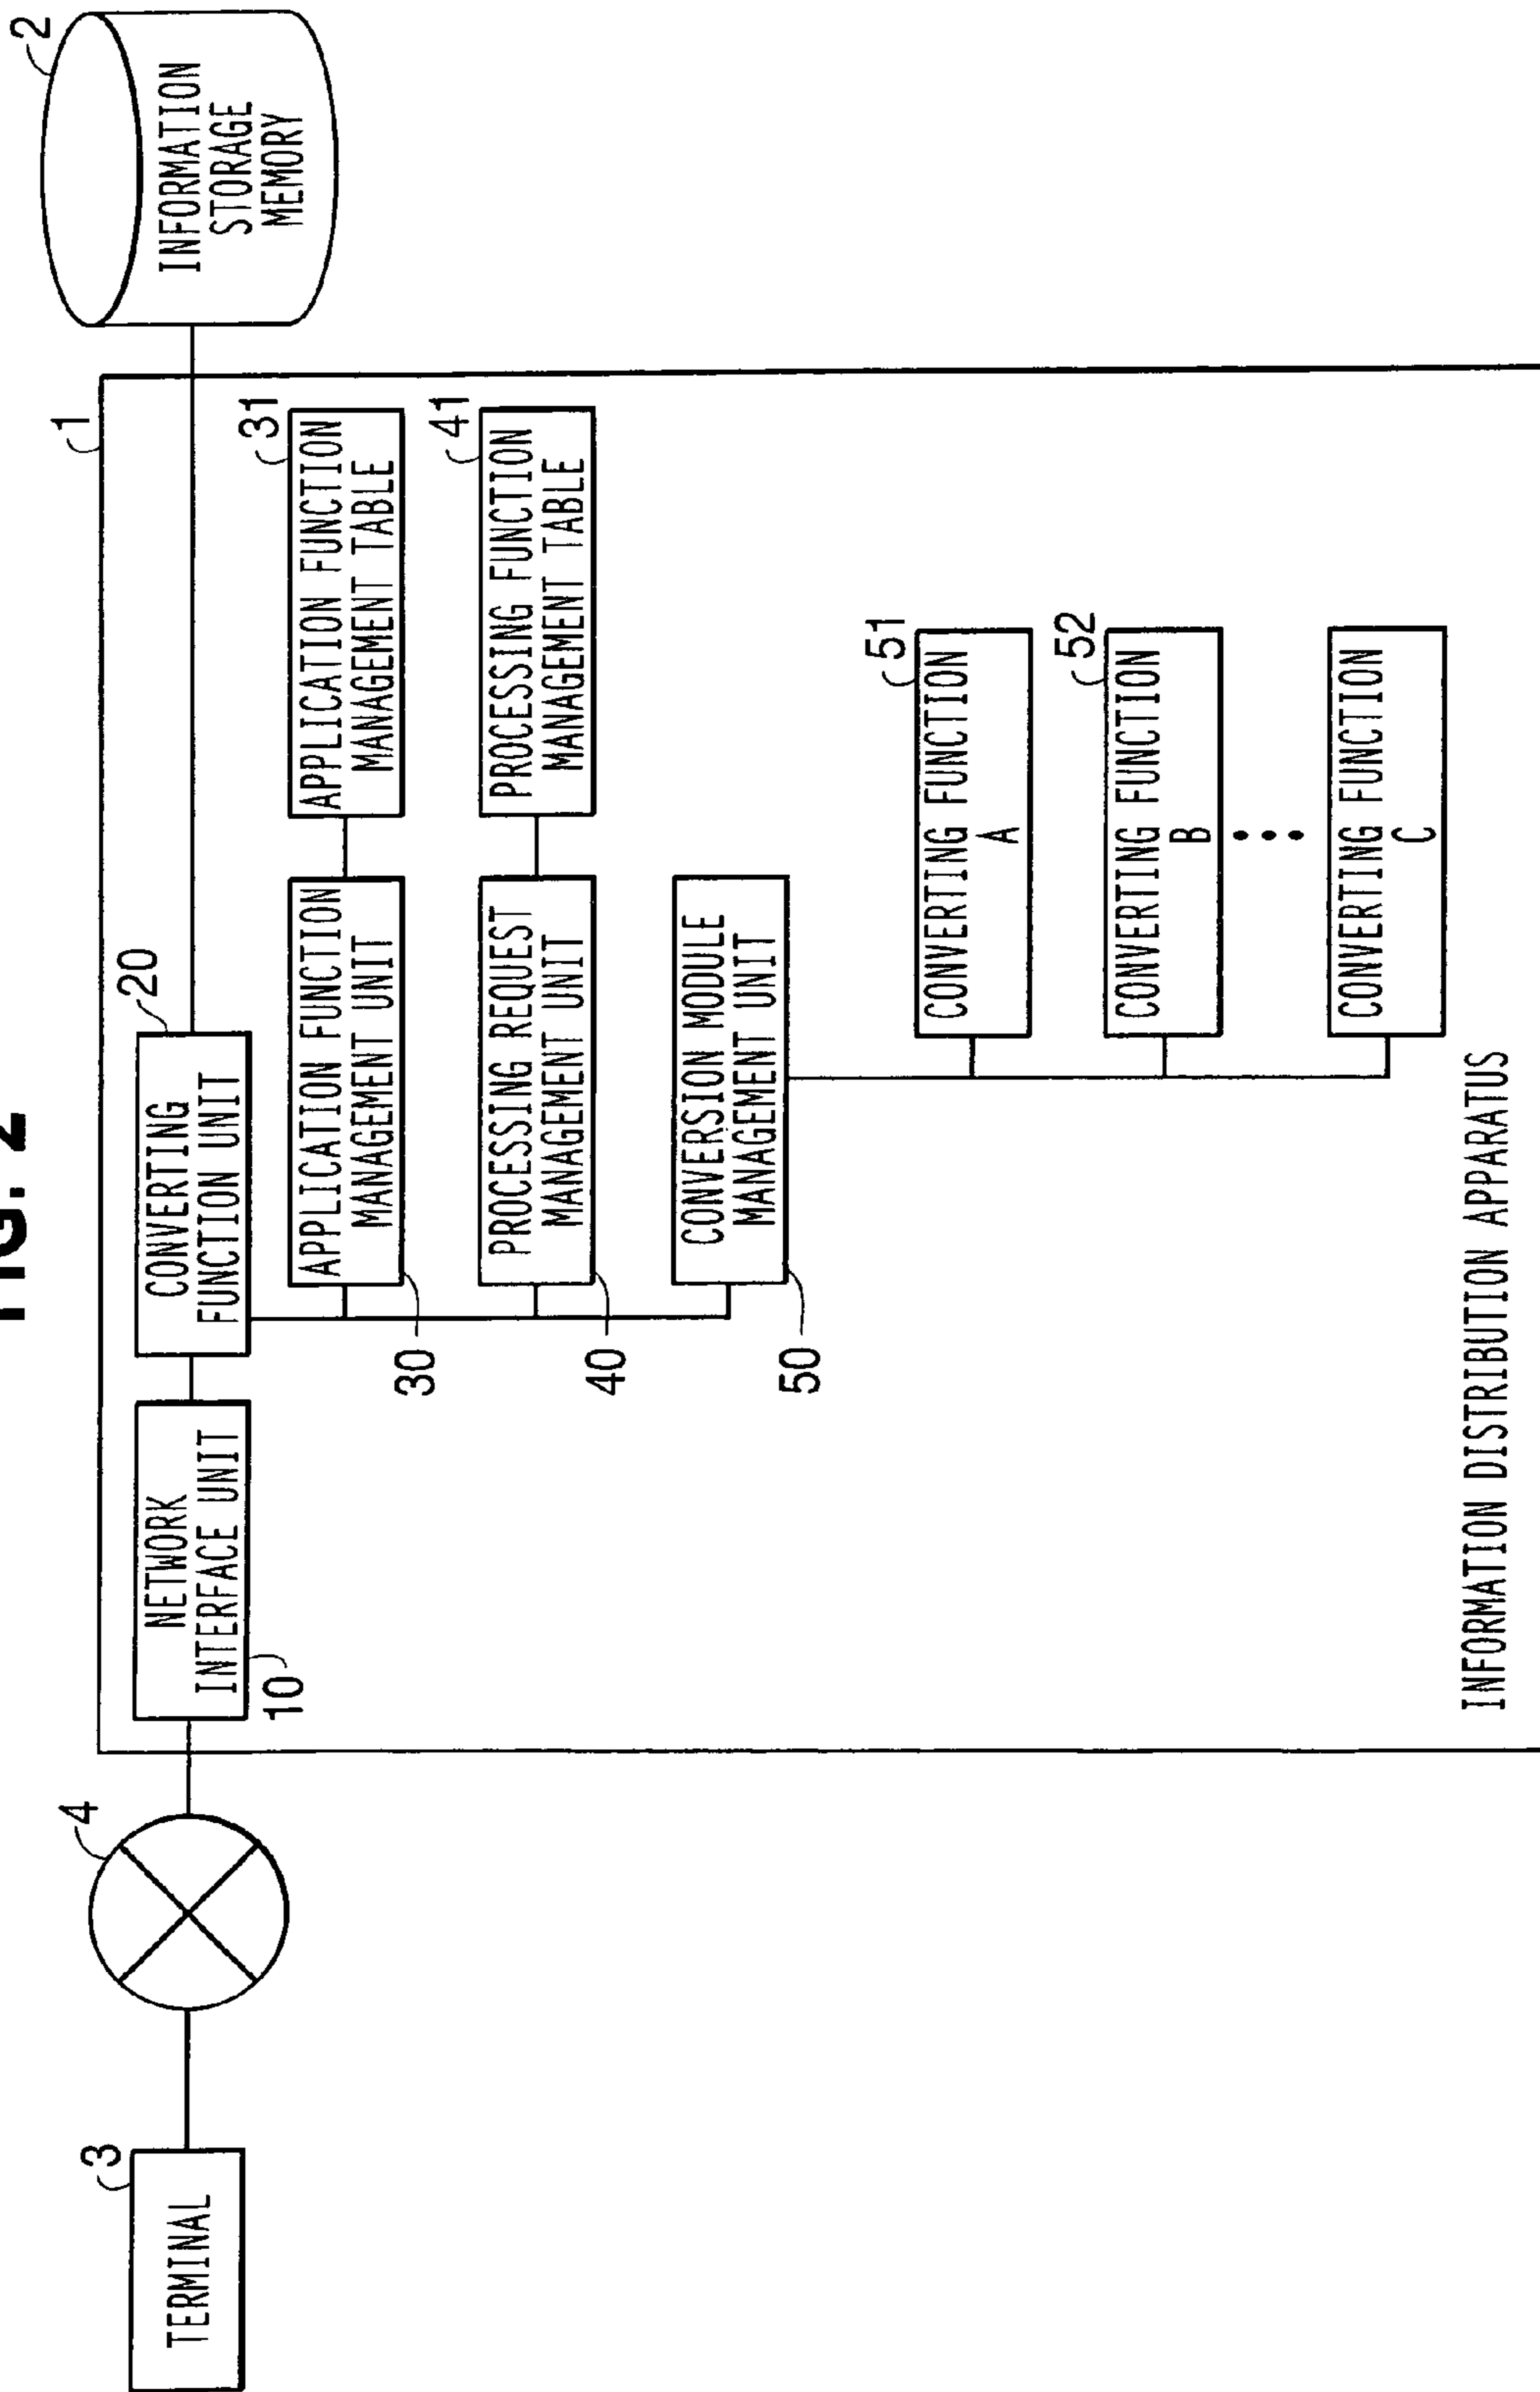 FIG. 2
2
INFORMATION
STORAGE
MEMORY
1
20
CONVERTING
FUNCTION UNIT
NETWORK
INTERFACE UNIT
10
4
3
TERMINAL
31
APPLICATION FUNCTION
MANAGEMENT TABLE
APPLICATION FUNCTION
MANAGEMENT UNIT
30
41
PROCESSING FUNCTION
MANAGEMENT TABLE
PROCESSING REQUEST
MANAGEMENT UNIT
40
CONVERSION MODULE
MANAGEMENT UNIT
50
51
CONVERTING FUNCTION
A
52
CONVERTING FUNCTION
B
•••
CONVERTING FUNCTION
C
INFORMATION DISTRIBUTION APPARATUS